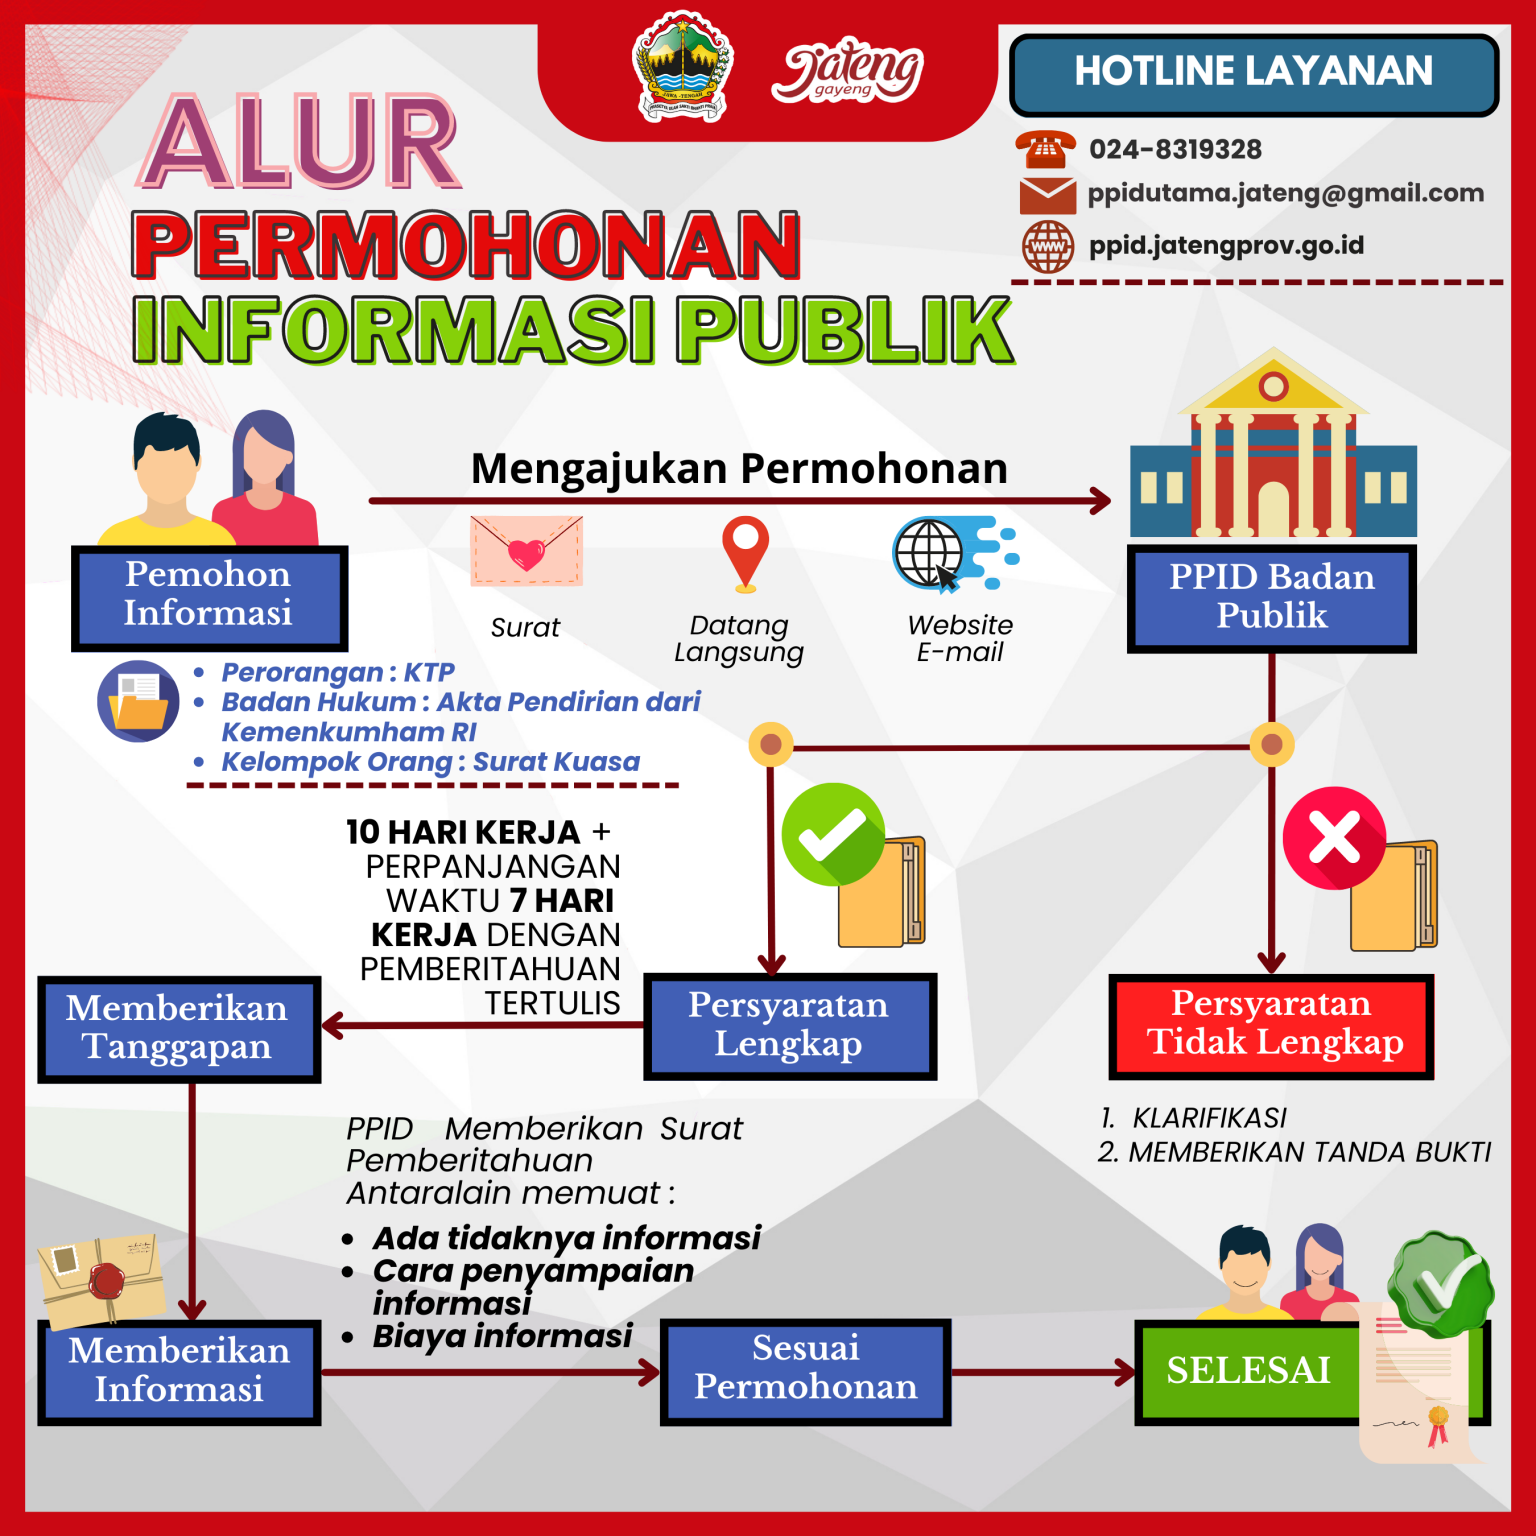 Jateng
gayeng
JAWA - TENGAH
HOTLINE LAYANAN
024-8319328
ppidutama.jateng@gmail.com
www
ppid.jatengprov.go.id
ALUR
PERMOHONAN
INFORMASI PUBLIK
Mengajukan Permohonan
Pemohon
Informasi
Surat
Datang
Langsung
Website
E-mail
PPID Badan
Publik
• Perorangan : KTP
• Badan Hukum : Akta Pendirian dari
Kemenkumham RI
• Kelompok Orang : Surat Kuasa
10 HARI KERJA +
PERPANJANGAN
WAKTU 7 HARI
KERJA DENGAN
PEMBERITAHUAN
TERTULIS
Memberikan
Tanggapan
Persyaratan
Lengkap
Persyaratan
Tidak Lengkap
1. KLARIFIKASI
2. MEMBERIKAN TANDA BUKTI
PPID Memberikan Surat
Pemberitahuan
Antaralain memuat :
• Ada tidaknya informasi
• Cara penyampaian
informasi
• Biaya informasi
Memberikan
Informasi
Sesuai
Permohonan
SELESAI